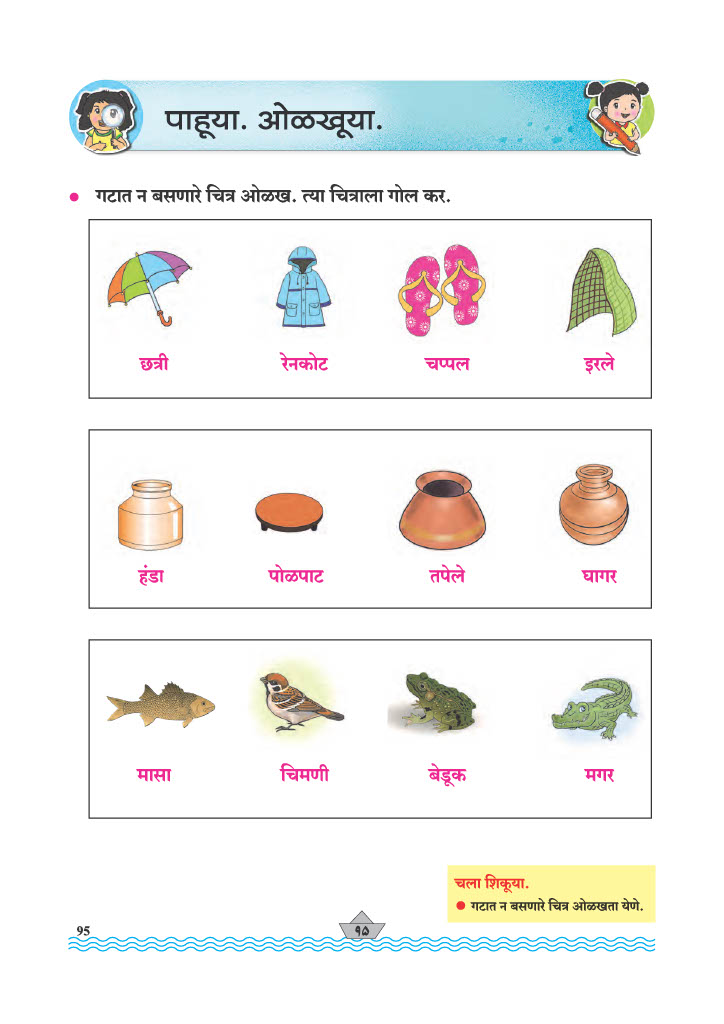 पाहूया. ओळखूया.
● गटात न बसणारे चित्र ओळख. त्या चित्राला गोल कर.
छत्री रेनकोट चप्पल इरले
हंडा पोळपाट तपेले घागर
मासा चिमणी बेडूक मगर
चला शिकूया.
● गटात न बसणारे चित्र ओळखता येणे.
95 १५